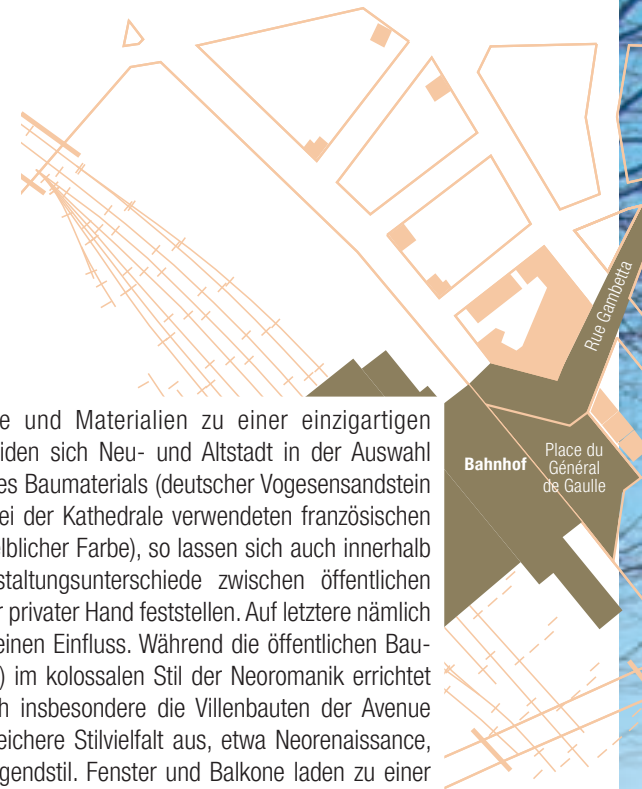 Rue Gambetta
Bahnhof
Place du
Général
de Gaulle
e und Materialien zu einer einzigartigen
iden sich Neu- und Altstadt in der Auswahl
es Baumaterials (deutscher Vogesensandstein
ei der Kathedrale verwendeten französischen
elblicher Farbe), so lassen sich auch innerhalb
staltungsunterschiede zwischen öffentlichen
r privater Hand feststellen. Auf letztere nämlich
einen Einfluss. Während die öffentlichen Bau-
) im kolossalen Stil der Neoromanik errichtet
h insbesondere die Villenbauten der Avenue
eichere Stilvielfalt aus, etwa Neorenaissance,
gendstil. Fenster und Balkone laden zu einer